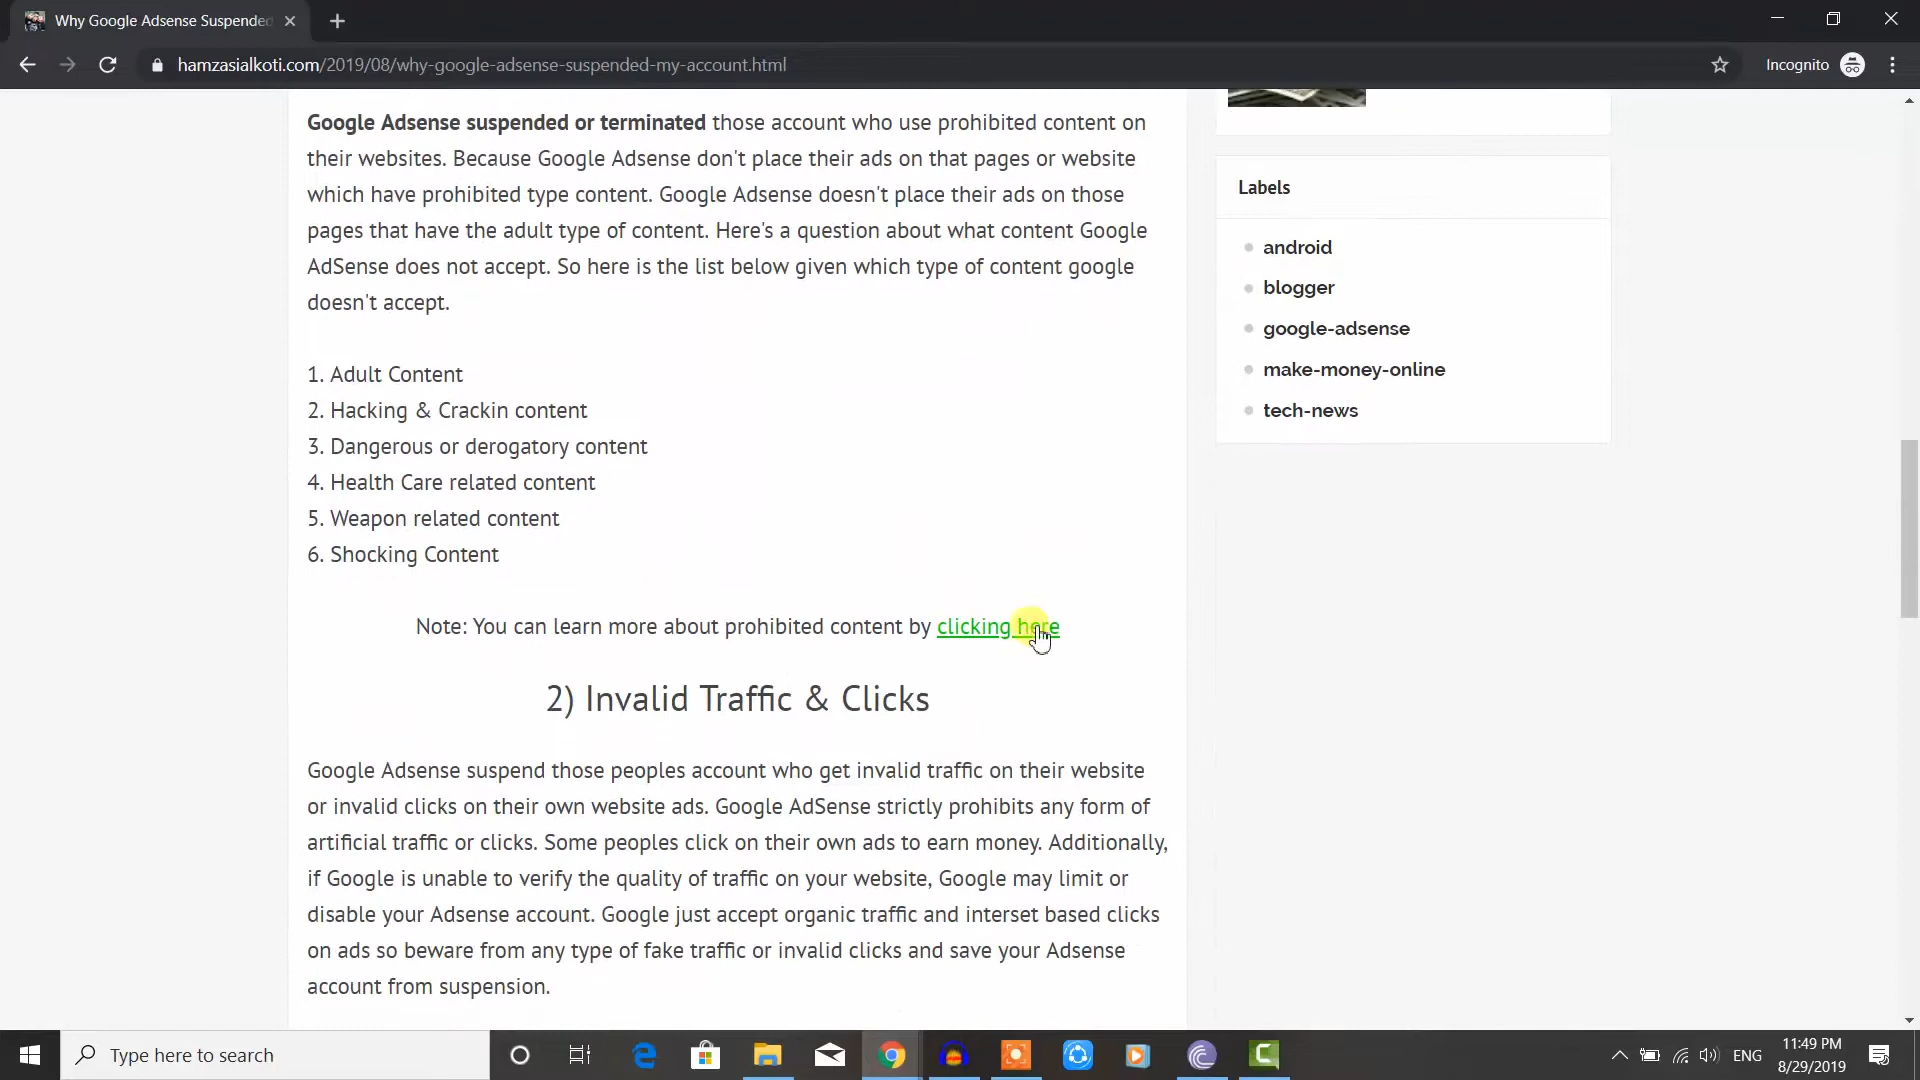 Why Google Adsense Suspended
hamzasialkoti.com/2019/08/why-google-adsense-suspended-my-account.html
Incognito
Google Adsense suspended or terminated those account who use prohibited content on
their websites. Because Google Adsense don't place their ads on that pages or website
which have prohibited type content. Google Adsense doesn't place their ads on those
pages that have the adult type of content. Here's a question about what content Google
AdSense does not accept. So here is the list below given which type of content google
doesn't accept.
1. Adult Content
2. Hacking & Crackin content
3. Dangerous or derogatory content
4. Health Care related content
5. Weapon related content
6. Shocking Content
Note: You can learn more about prohibited content by clicking here
2) Invalid Traffic & Clicks
Google Adsense suspend those peoples account who get invalid traffic on their website
or invalid clicks on their own website ads. Google AdSense strictly prohibits any form of
artificial traffic or clicks. Some peoples click on their own ads to earn money. Additionally,
if Google is unable to verify the quality of traffic on your website, Google may limit or
disable your Adsense account. Google just accept organic traffic and interset based clicks
on ads so beware from any type of fake traffic or invalid clicks and save your Adsense
account from suspension.
Labels
android
blogger
google-adsense
make-money-online
tech-news
Type here to search
ENG
11:49 PM
8/29/2019